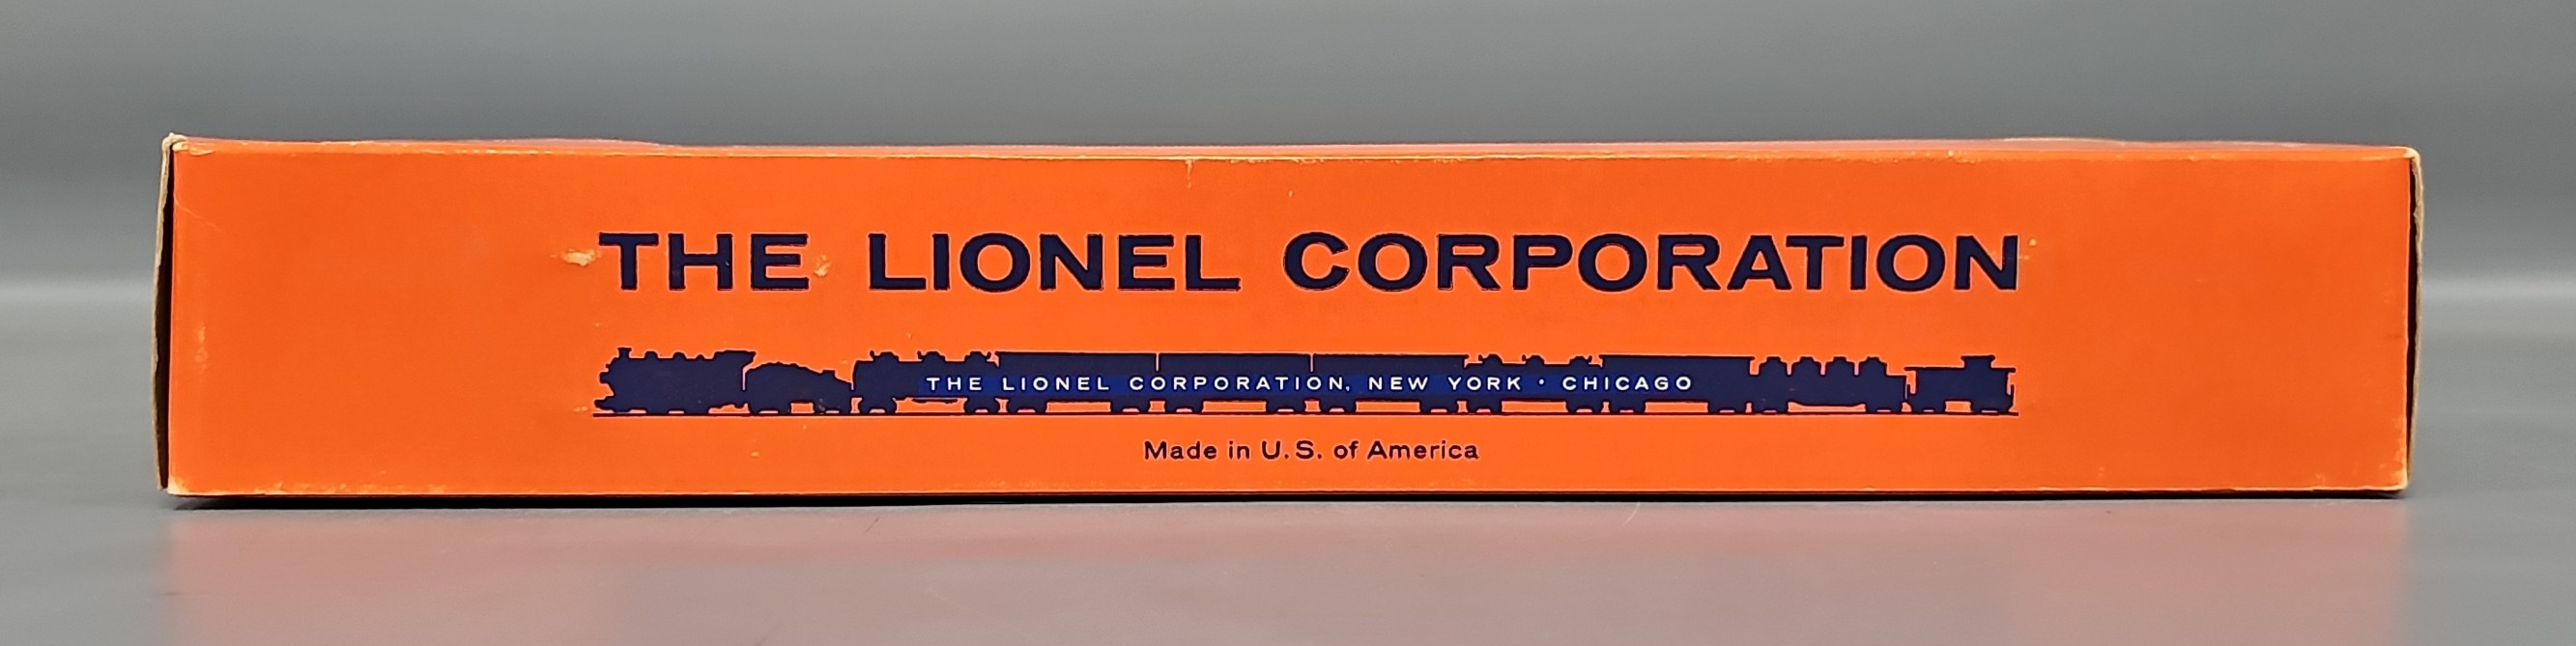 THE LIONEL CORPORATION
THE LIONEL CORPORATION, NEW YORK · CHICAGO
Made in U.S. of America